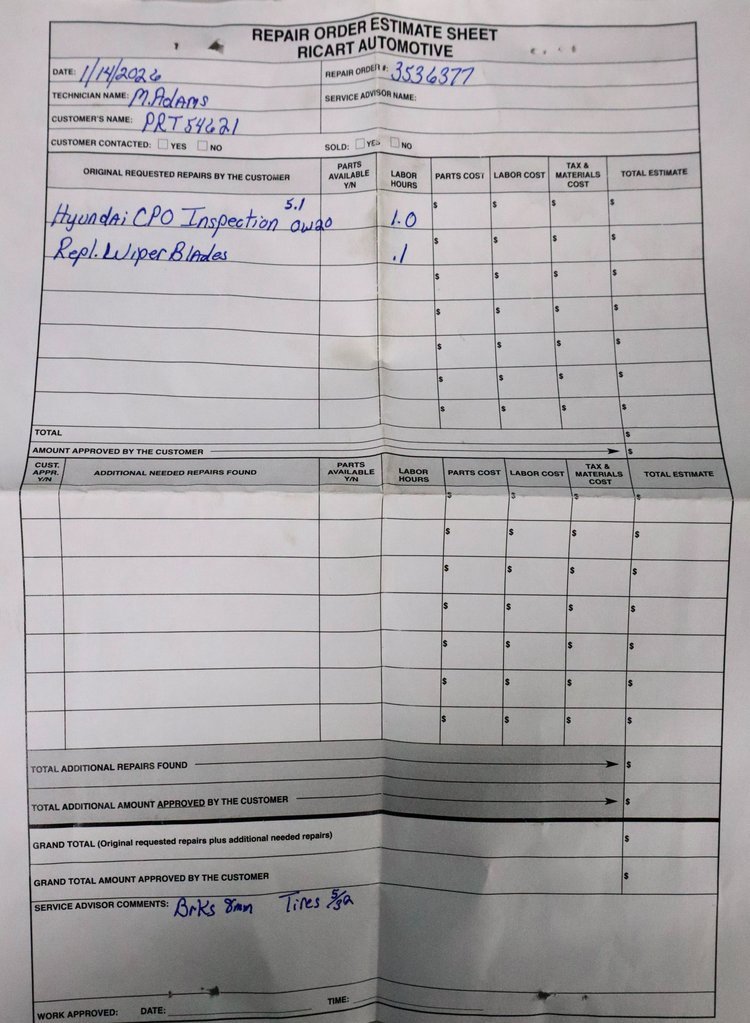 REPAIR ORDER ESTIMATE SHEET
RICART AUTOMOTIVE
DATE: 1/14/2026 REPAIR ORDER #: 3536377
TECHNICIAN NAME: M.Adams SERVICE ADVISOR NAME:
CUSTOMER'S NAME: PRT54621
CUSTOMER CONTACTED: YES NO SOLD: YES NO
ORIGINAL REQUESTED REPAIRS BY THE CUSTOMER PARTS AVAILABLE Y/N LABOR HOURS PARTS COST LABOR COST TAX & MATERIALS COST TOTAL ESTIMATE
5.1
Hyundai CPO Inspection 0W20 1.0 $ $ $ $
Repl. Wiper Blades .1 $ $ $ $
$ $ $ $
$ $ $ $
$ $ $ $
$ $ $ $
$ $ $ $
TOTAL $
AMOUNT APPROVED BY THE CUSTOMER $
CUST. APPR. Y/N ADDITIONAL NEEDED REPAIRS FOUND PARTS AVAILABLE Y/N LABOR HOURS PARTS COST LABOR COST TAX & MATERIALS COST TOTAL ESTIMATE
$ $ $ $
$ $ $ $
$ $ $ $
$ $ $ $
$ $ $ $
$ $ $ $
$ $ $ $
TOTAL ADDITIONAL REPAIRS FOUND $
TOTAL ADDITIONAL AMOUNT APPROVED BY THE CUSTOMER $
GRAND TOTAL (Original requested repairs plus additional needed repairs) $
GRAND TOTAL AMOUNT APPROVED BY THE CUSTOMER $
SERVICE ADVISOR COMMENTS: Brks 8mm Tires 5/32
WORK APPROVED: DATE: TIME: